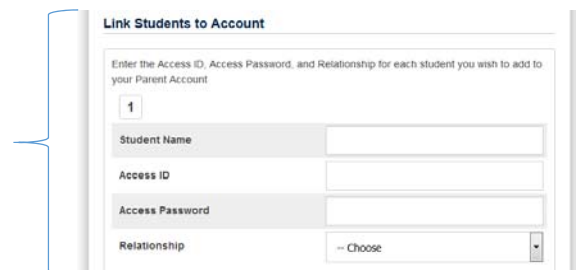 Link Students to Account
Enter the Access ID, Access Password, and Relationship for each student you wish to add to
your Parent Account
1
Student Name
Access ID
Access Password
Relationship
-- Choose